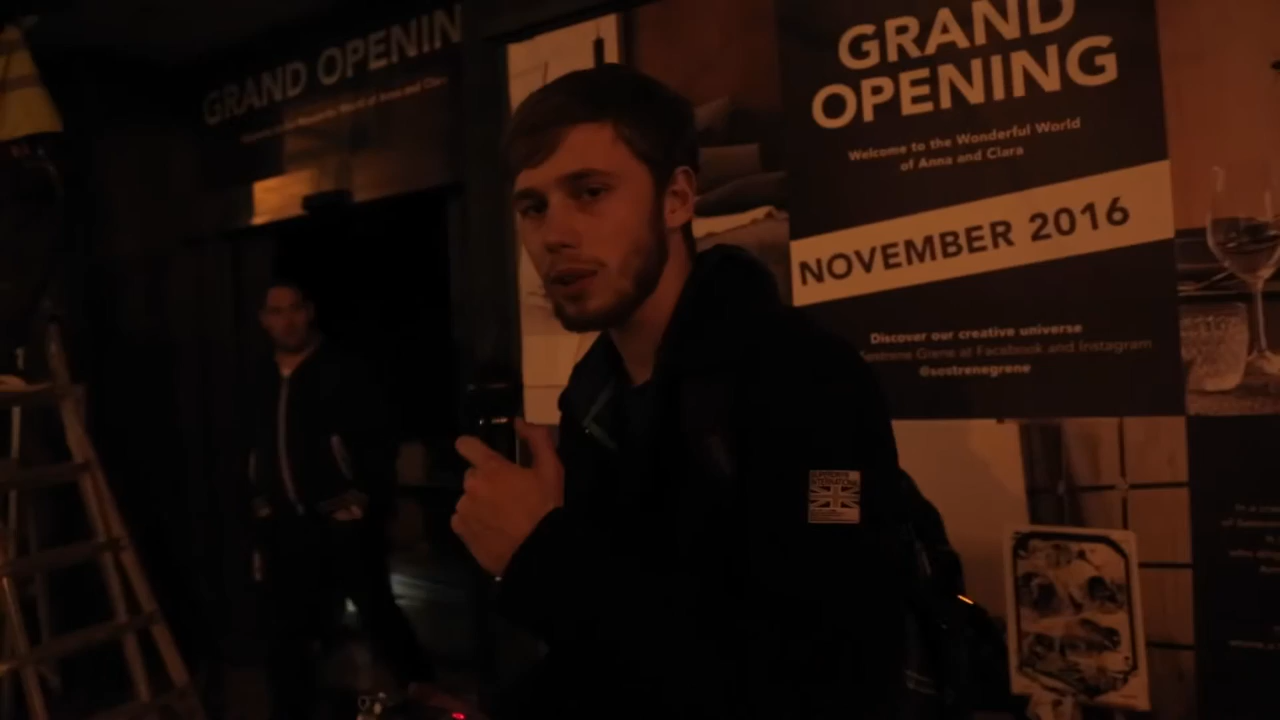 GRAND OPENIN
GRAND
OPENING
Welcome to the Wonderful World
of Anna and Clara
NOVEMBER 2016
Discover our creative universe
Søstrene Grene at Facebook and Instagram
@sostrenegrene